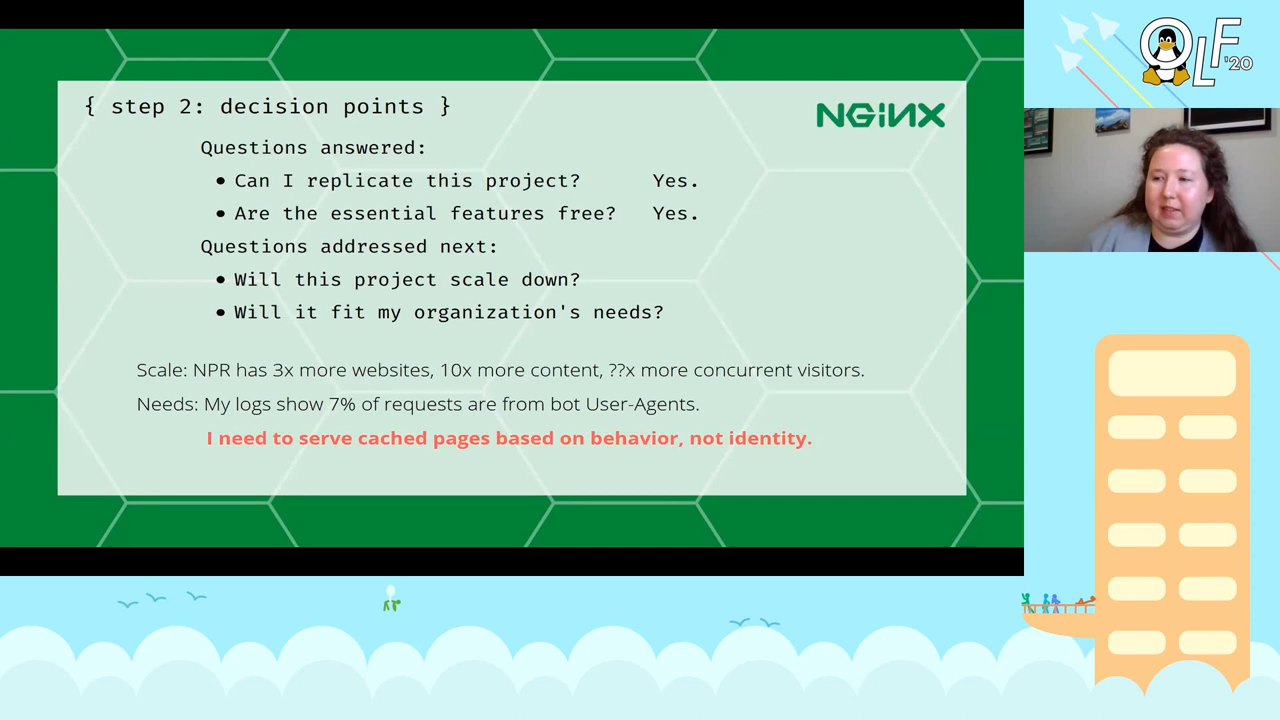 { step 2: decision points }
NGINX
Questions answered:
• Can I replicate this project? Yes.
• Are the essential features free? Yes.
Questions addressed next:
• Will this project scale down?
• Will it fit my organization's needs?
Scale: NPR has 3x more websites, 10x more content, ??x more concurrent visitors.
Needs: My logs show 7% of requests are from bot User-Agents.
I need to serve cached pages based on behavior, not identity.
OLF '20